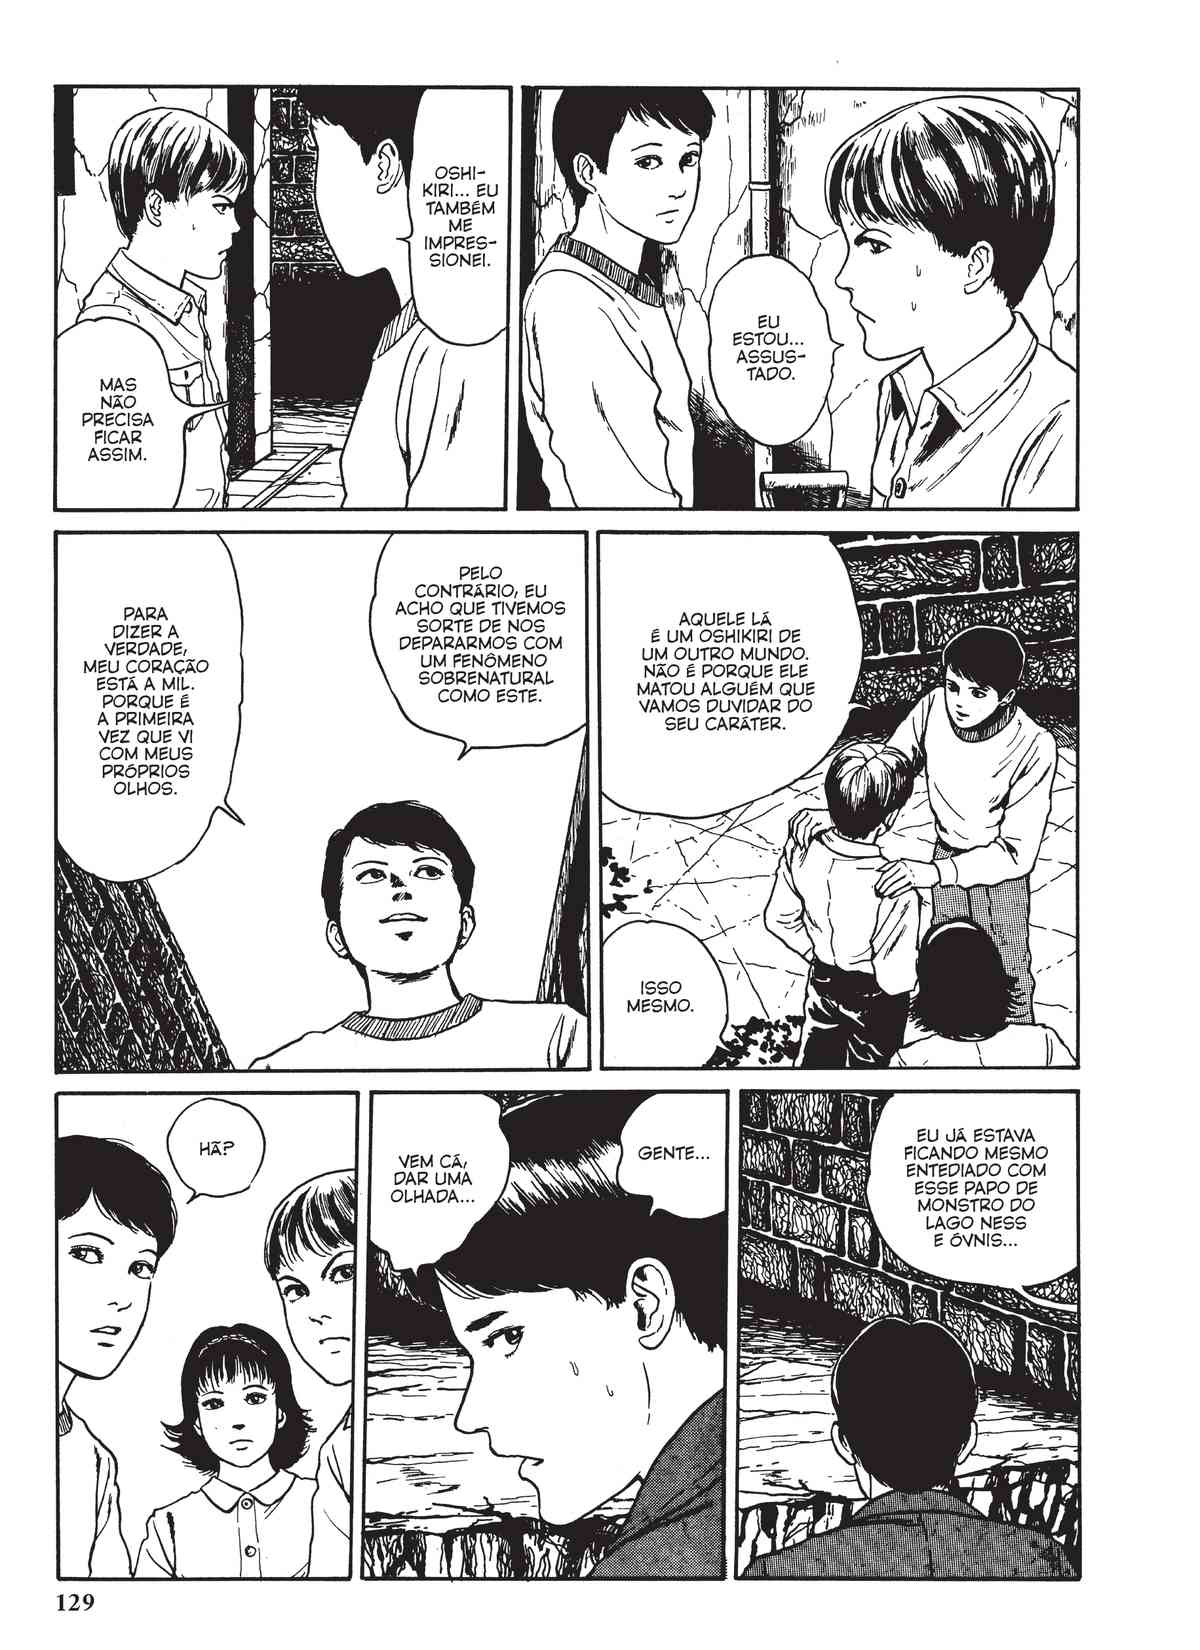 EU
ESTOU...
ASSUS-
TADO.
OSHI-
KIRI... EU
TAMBÉM
ME
IMPRES-
SIONEI.
MAS
NÃO
PRECISA
FICAR
ASSIM.
AQUELE LÁ
É UM OSHIKIRI DE
UM OUTRO MUNDO.
NÃO É PORQUE ELE
MATOU ALGUÉM QUE
VAMOS DUVIDAR DO
SEU CARÁTER.
ISSO
MESMO.
PELO
CONTRÁRIO, EU
ACHO QUE TIVEMOS
SORTE DE NOS
DEPARARMOS COM
UM FENÔMENO
SOBRENATURAL
COMO ESTE.
PARA
DIZER A
VERDADE,
MEU CORAÇÃO
ESTÁ A MIL.
PORQUE É
A PRIMEIRA
VEZ QUE VI
COM MEUS
PRÓPRIOS
OLHOS.
EU JÁ ESTAVA
FICANDO MESMO
ENTEDIADO COM
ESSE PAPO DE
MONSTRO DO
LAGO NESS
E ÓVNIS...
GENTE...
VEM CÁ,
DAR UMA
OLHADA...
HÃ?
129